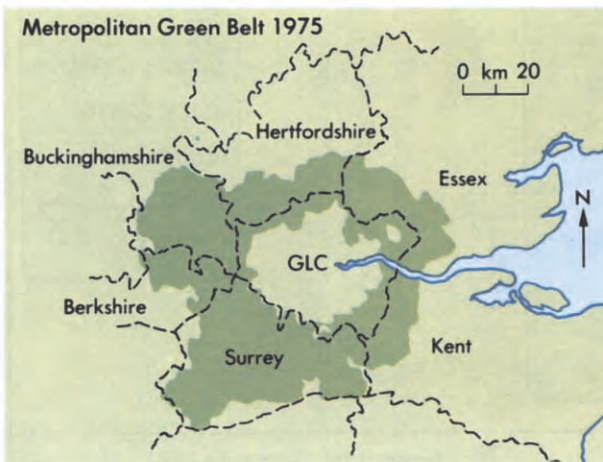 Metropolitan Green Belt 1975
0 km 20
Hertfordshire
Buckinghamshire
Essex
N
GLC
Berkshire
Surrey
Kent